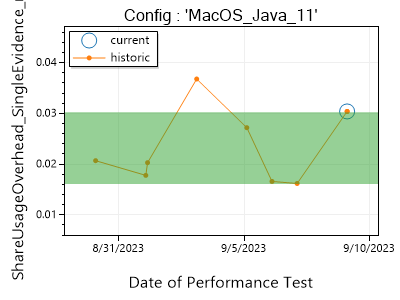 Config : 'MacOS_Java_11'
current
historic
0.04
0.03
0.02
0.01
8/31/2023
9/5/2023
9/10/2023
Date of Performance Test
ShareUsageOverhead_SingleEvidence_